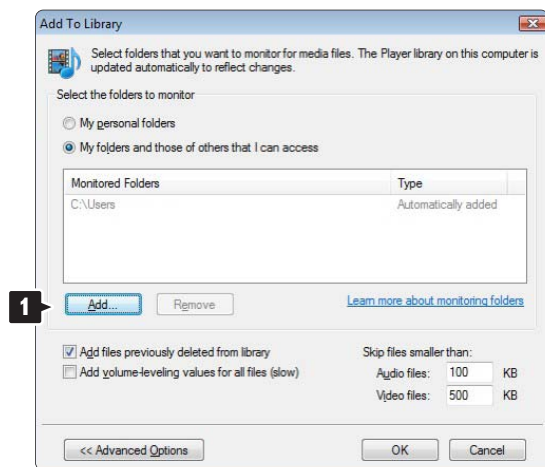 Add To Library
Select folders that you want to monitor for media files. The Player library on this computer is
updated automatically to reflect changes.
Select the folders to monitor
My personal folders
My folders and those of others that I can access
Monitored Folders Type
C:\Users Automatically added
1 Add... Remove Learn more about monitoring folders
Add files previously deleted from library Skip files smaller than:
Add volume-leveling values for all files (slow) Audio files: 100 KB
Video files: 500 KB
<< Advanced Options OK Cancel